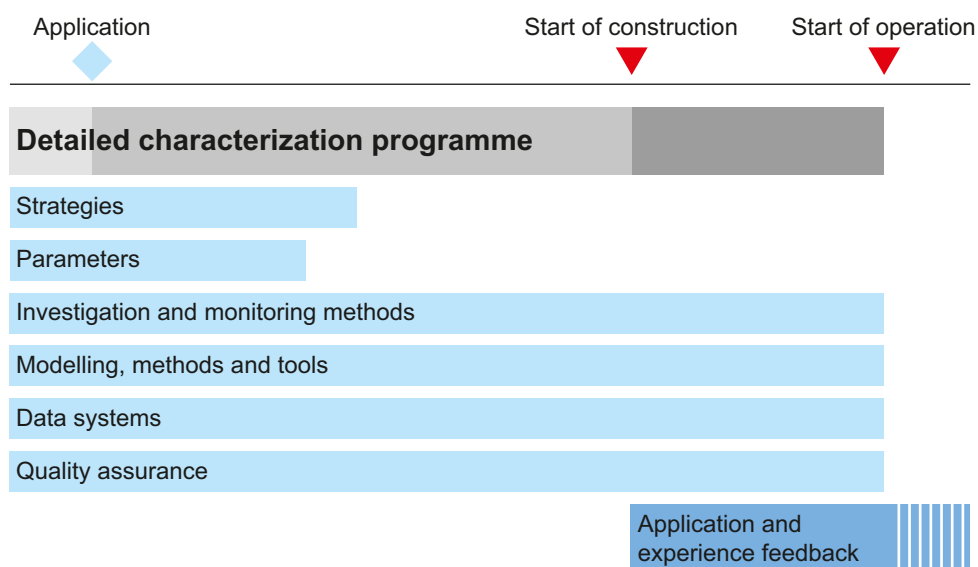 Application
Start of construction
Start of operation
Detailed characterization programme
Strategies
Parameters
Investigation and monitoring methods
Modelling, methods and tools
Data systems
Quality assurance
Application and
experience feedback